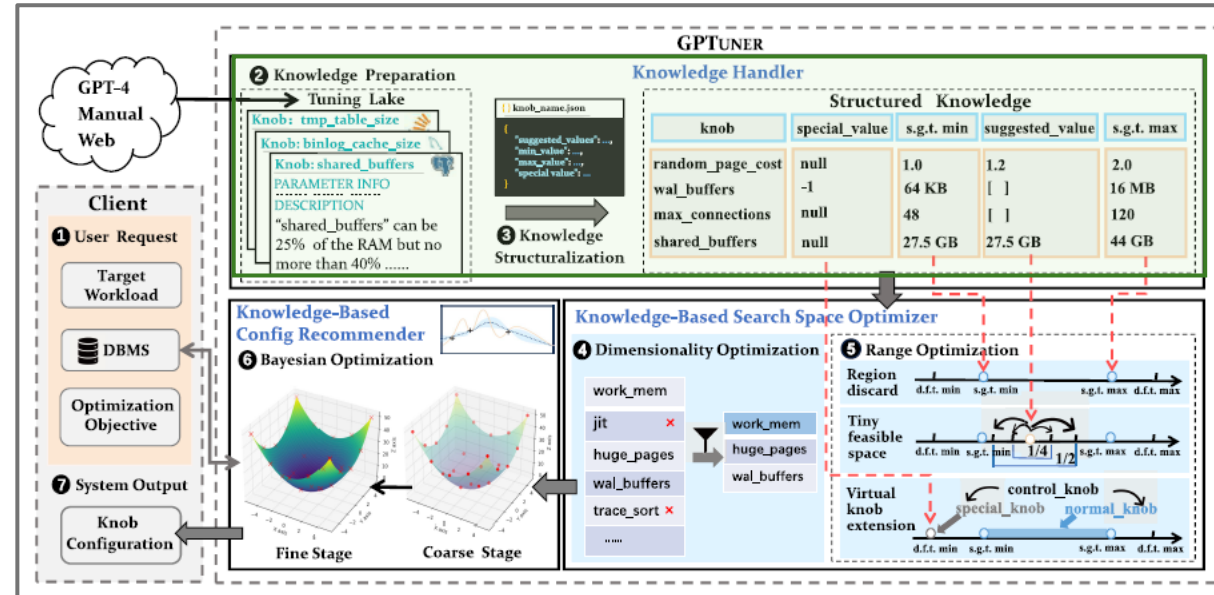 GPTUNER
GPT-4
Manual
Web
Knowledge Handler
❷ Knowledge Preparation
Tuning Lake
Knob: tmp_table_size
Knob: binlog_cache_size
Knob: shared_buffers
PARAMETER INFO
DESCRIPTION
“shared_buffers” can be
25% of the RAM but no
more than 40% ......
{ } knob_name.json
{
"suggested_values": ...,
"min_value": ...,
"max_value": ...,
"special value": ...
}
❸ Knowledge
Structuralization
Structured Knowledge
knob special_value s.g.t. min suggested_value s.g.t. max
random_page_cost null 1.0 1.2 2.0
wal_buffers -1 64 KB [ ] 16 MB
max_connections null 48 [ ] 120
shared_buffers null 27.5 GB 27.5 GB 44 GB
Client
❶ User Request
Target
Workload
DBMS
Optimization
Objective
❼ System Output
Knob
Configuration
Knowledge-Based
Config Recommender
❻ Bayesian Optimization
Fine Stage
Coarse Stage
Knowledge-Based Search Space Optimizer
❹ Dimensionality Optimization
work_mem
jit ×
huge_pages
wal_buffers
trace_sort ×
......
work_mem
huge_pages
wal_buffers
❺ Range Optimization
Region
discard
d.f.t. min s.g.t. min s.g.t. max d.f.t. max
Tiny
feasible
space
d.f.t. min s.g.t. min 1/4 1/2 s.g.t. max d.f.t. max
Virtual
knob
extension
control_knob
special_knob normal_knob
d.f.t. min s.g.t. min s.g.t. max d.f.t. max